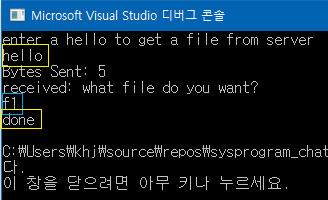 Microsoft Visual Studio 디버그 콘솔
enter a hello to get a file from server
hello
Bytes Sent: 5
received: what file do you want?
f1
done
C:₩Users₩khj₩source₩repos₩sysprogram_chat
다.
이 창을 닫으려면 아무 키나 누르세요.